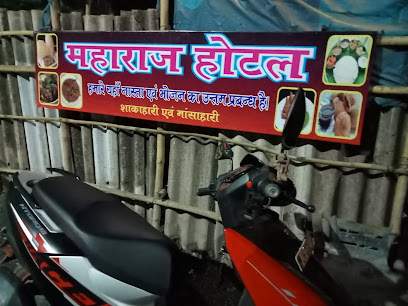 महाराज होटल
हमारे यहाँ नास्ता एवं भोजन का उत्तम प्रबन्ध है।
शाकाहारी एवं मांसाहारी